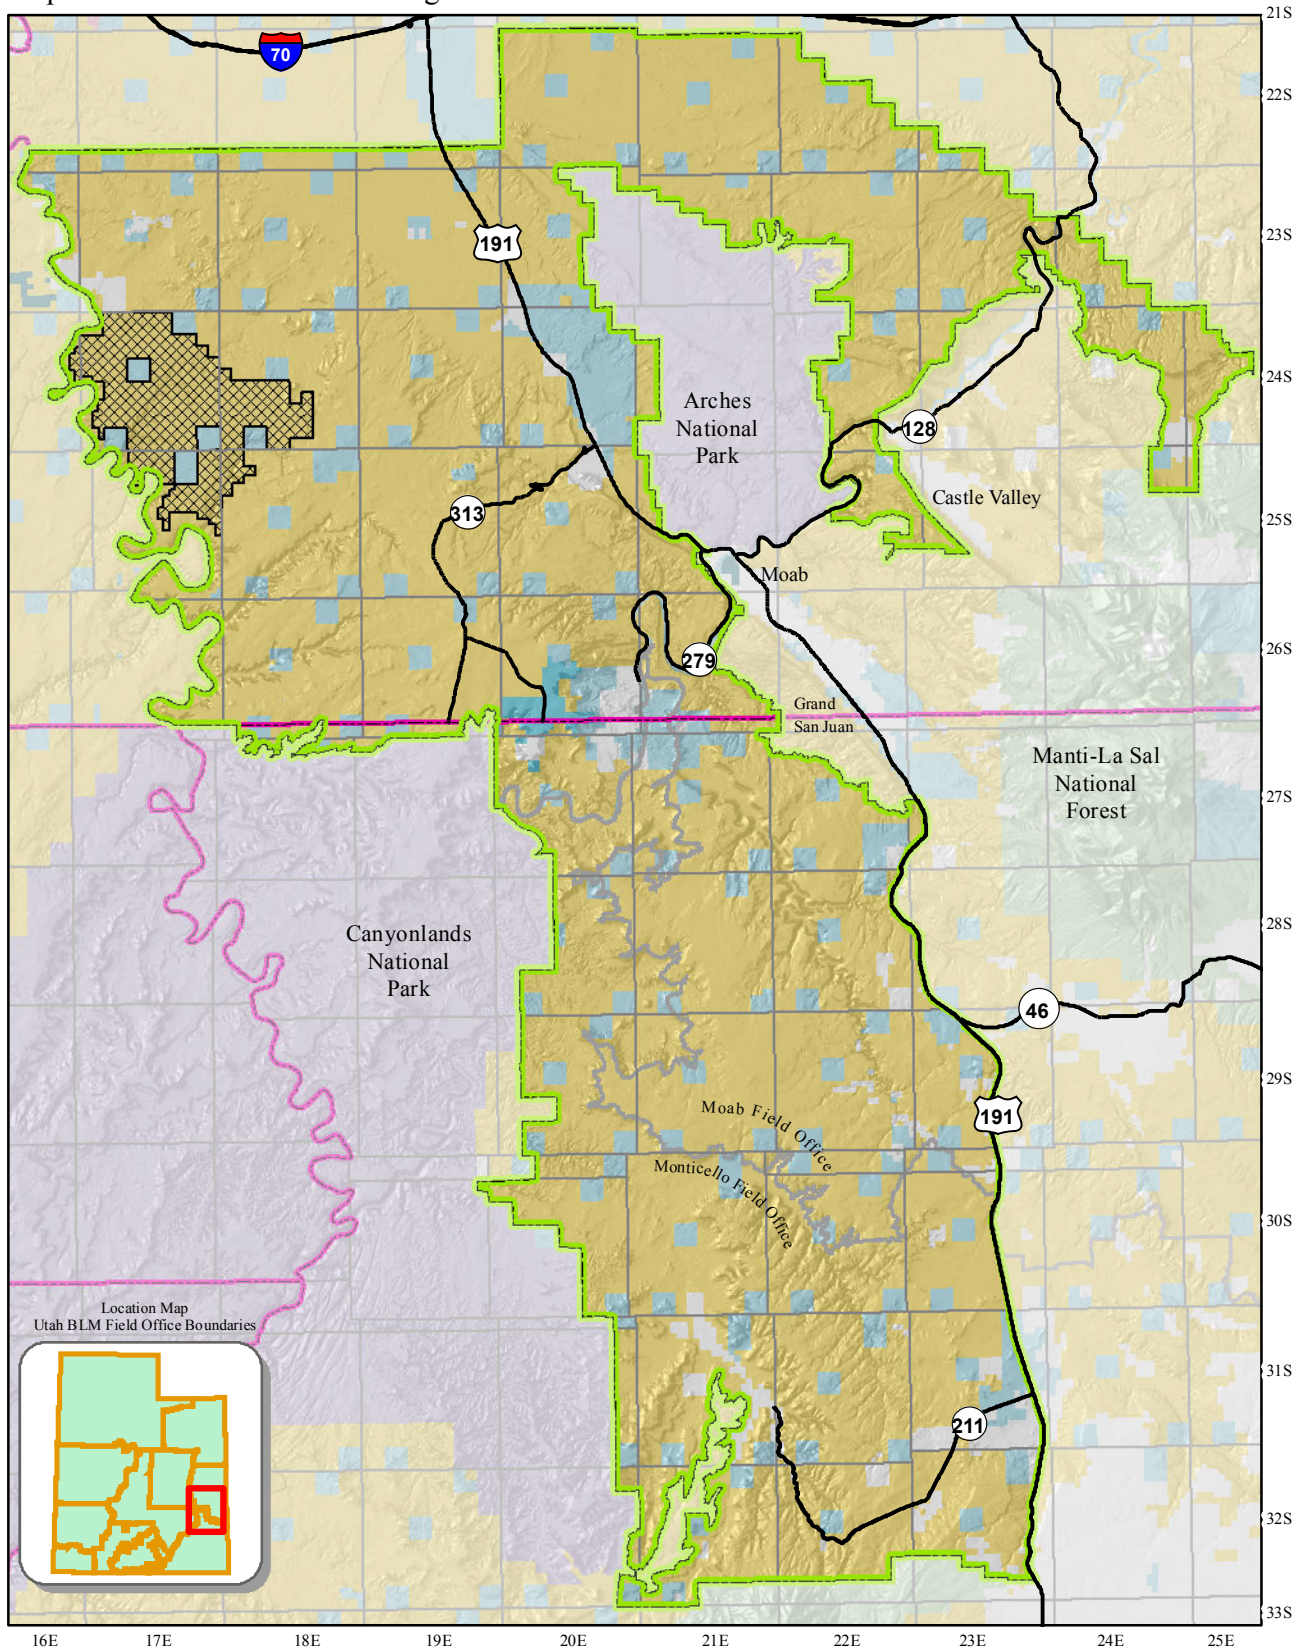 21S
70
22S
191
23S
24S
Arches
National
Park
128
Castle Valley
313
25S
Moab
279
26S
Grand
San Juan
Manti-La Sal
National
Forest
27S
Canyonlands
National
Park
28S
46
29S
Moab Field Office
191
Monticello Field Office
30S
Location Map
Utah BLM Field Office Boundaries
31S
211
32S
33S
16E 17E 18E 19E 20E 21E 22E 23E 24E 25E